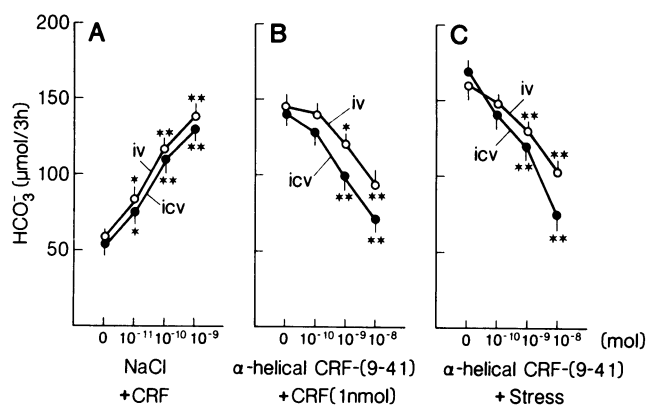 A B C
200
150
100
50
HCO₃⁻ (μmol/3h)
iv
icv
iv
icv
iv
icv
* ** **
* ** **
* **
** **
** **
** **
0 10⁻¹¹ 10⁻¹⁰ 10⁻⁹
0 10⁻¹⁰ 10⁻⁹ 10⁻⁸
0 10⁻¹⁰ 10⁻⁹ 10⁻⁸ (mol)
NaCl
+CRF
α-helical CRF-(9-41)
+ CRF(1nmol)
α-helical CRF-(9-41)
+ Stress